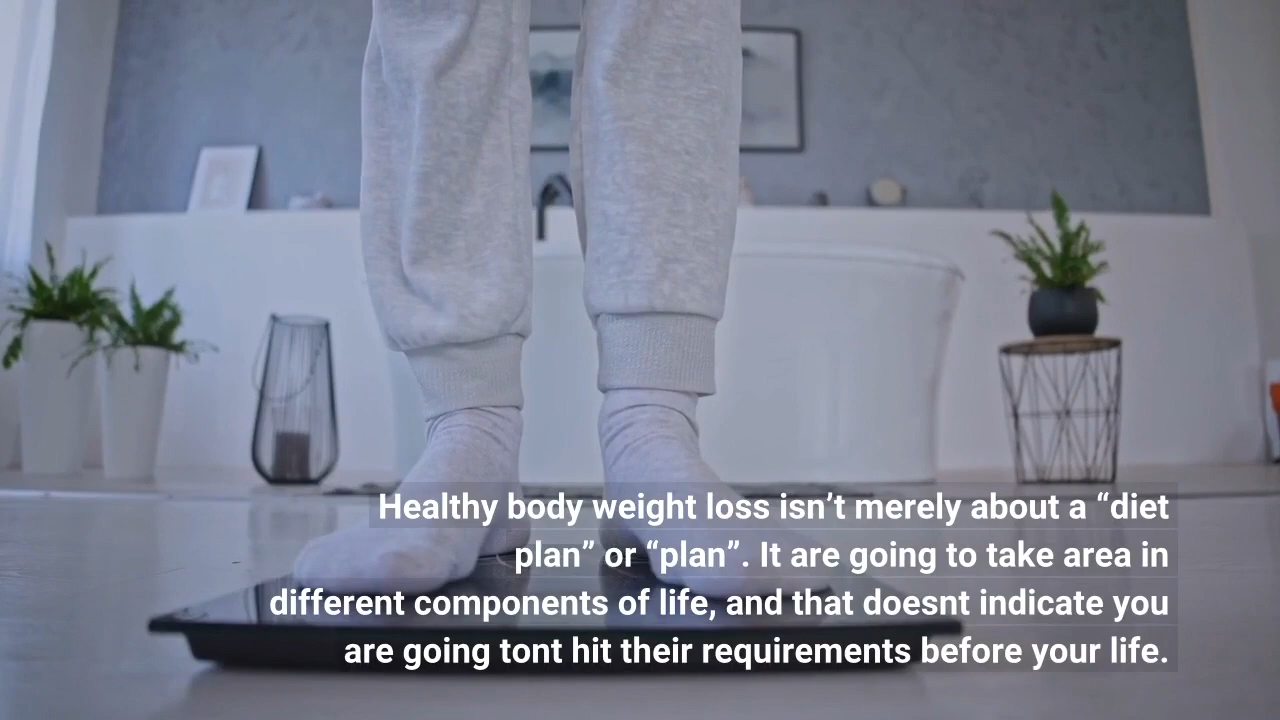 Healthy body weight loss isn’t merely about a “diet
plan” or “plan”. It are going to take area in
different components of life, and that doesnt indicate you
are going tont hit their requirements before your life.